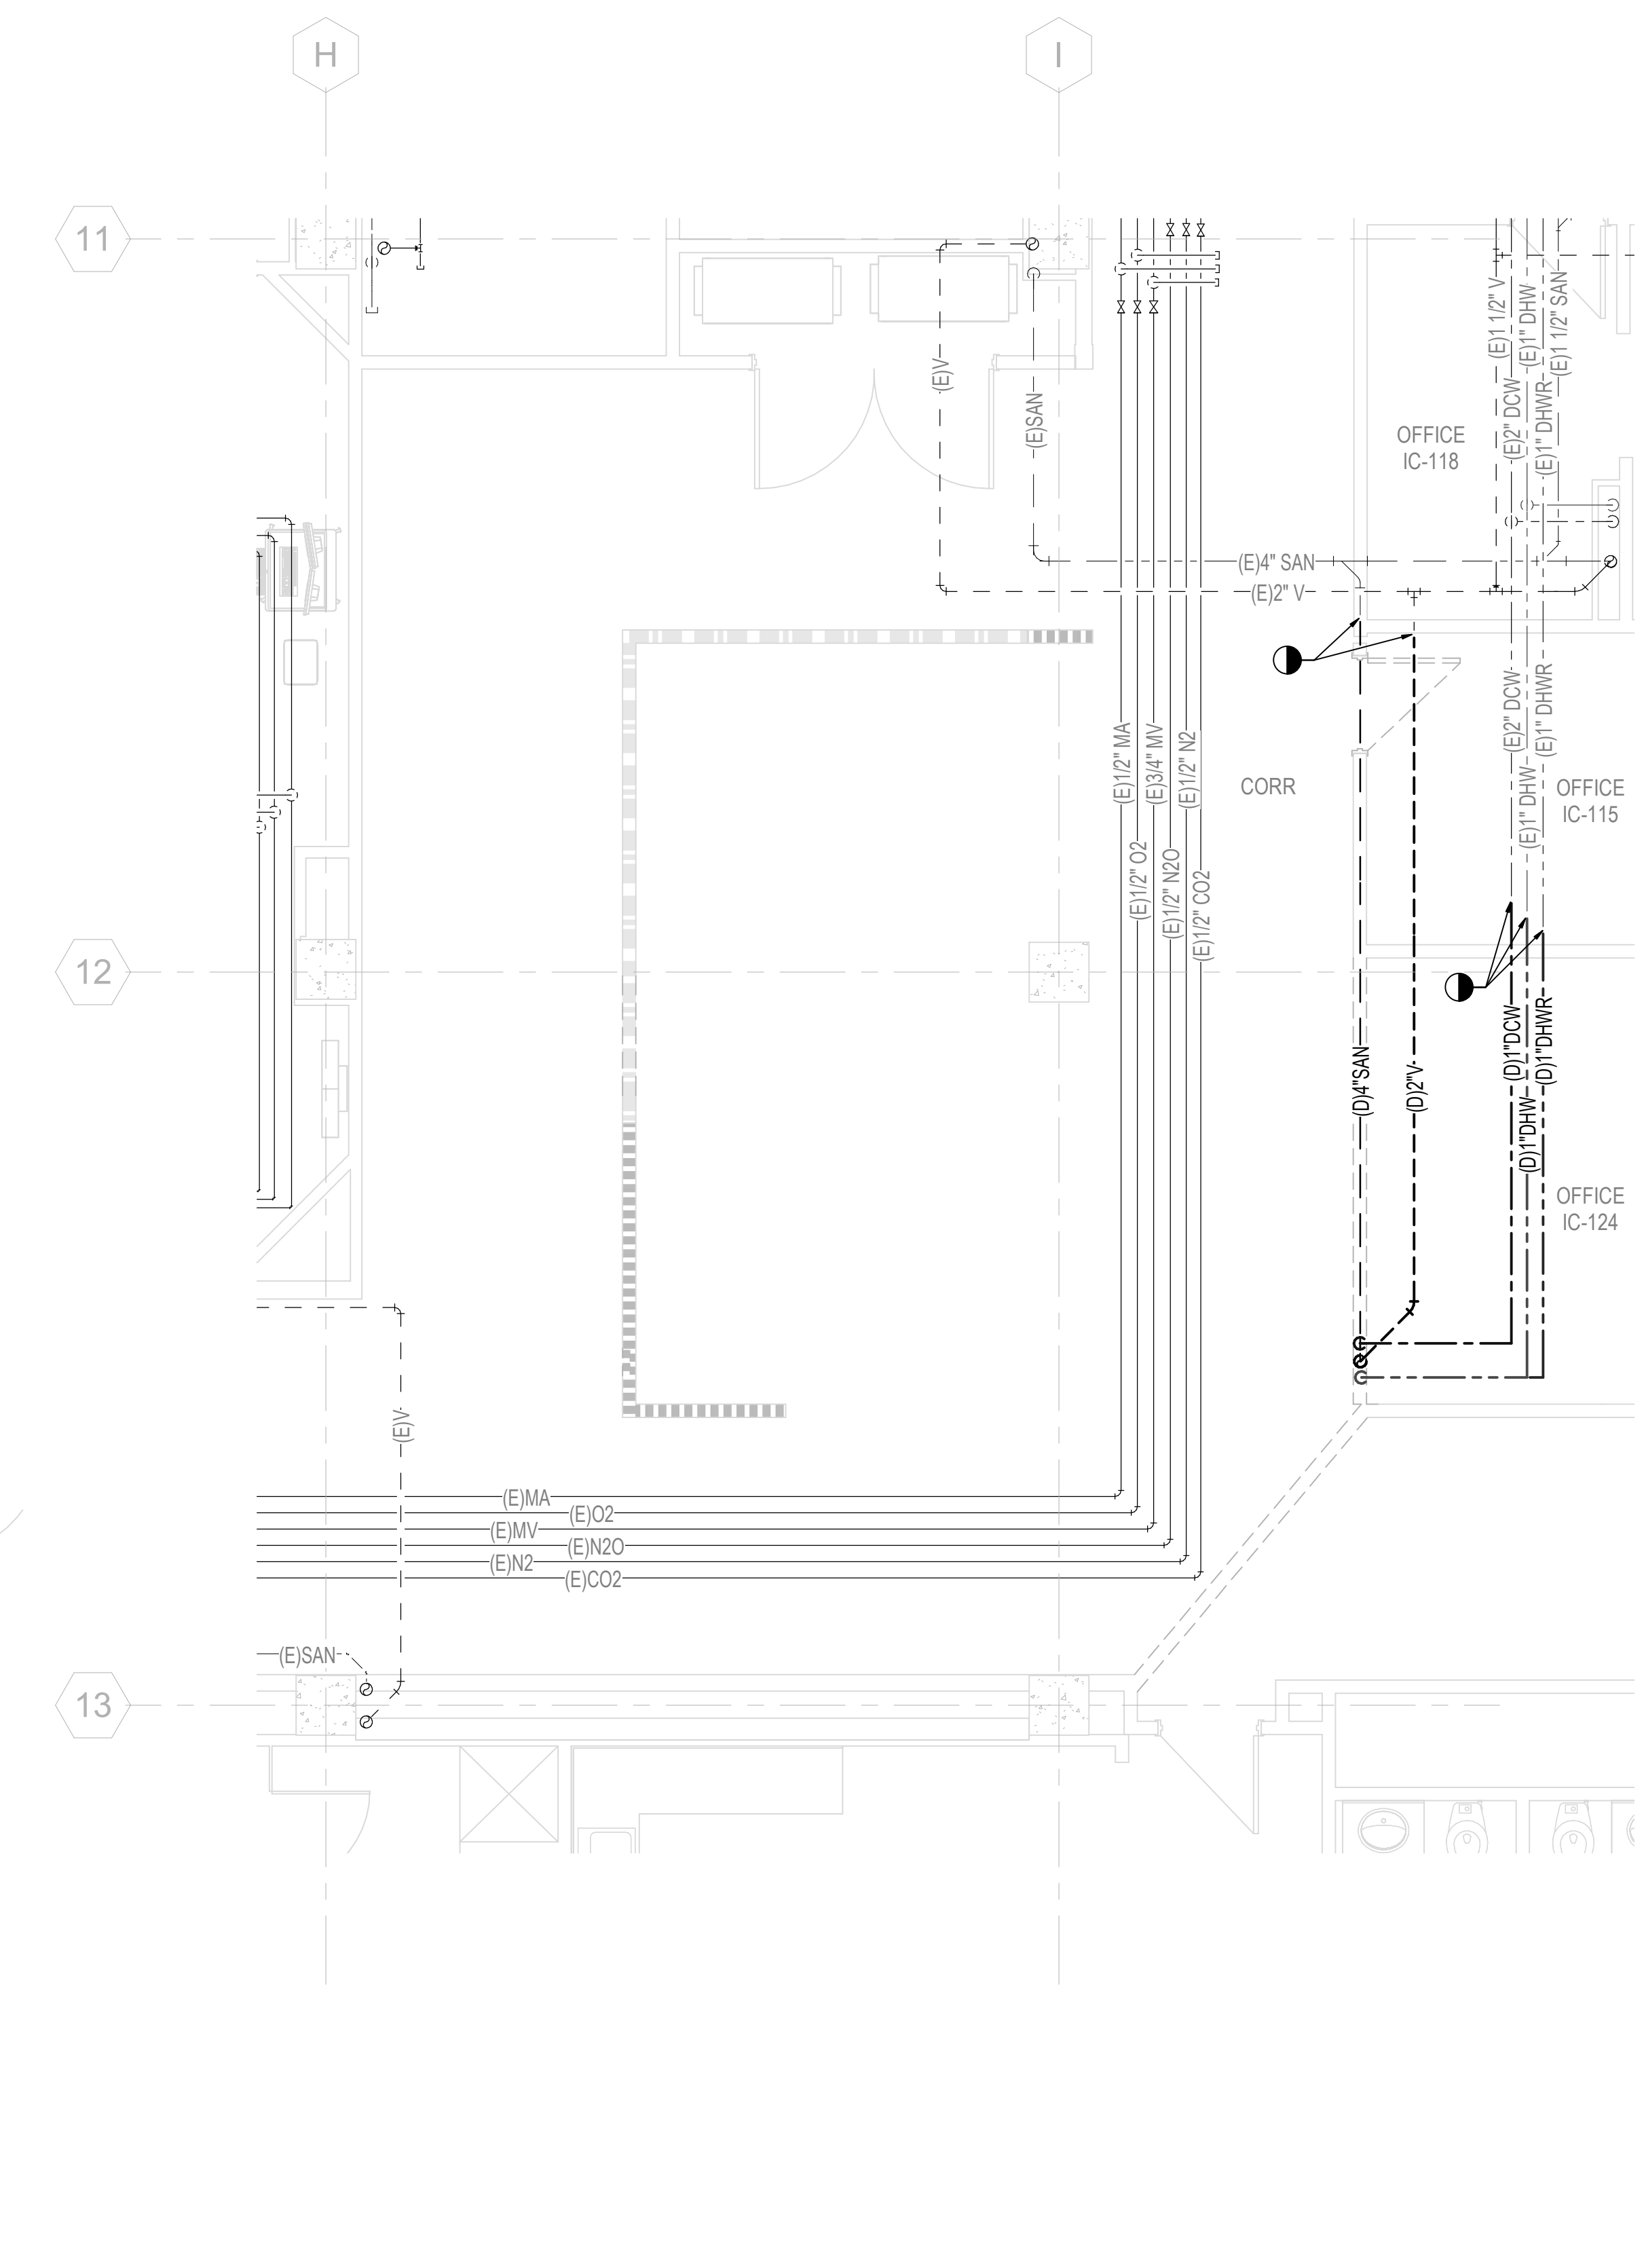 H
I
11
(E)1 1/2" V
(E)1" DHW
(E)1 1/2" SAN
(E)V
(E)SAN
(E)2" DCW
(E)1" DHWR
OFFICE
IC-118
(E)4" SAN
(E)2" V
(E)2" DCW
(E)1" DHWR
(E)1/2" MA
(E)3/4" MV
(E)1/2" N2
CORR
(E)1" DHW
OFFICE
IC-115
(E)1/2" O2
(E)1/2" N2O
(E)1/2" CO2
12
(D)4"SAN
(D)2"V
(D)1"DCW
(D)1"DHWR
(D)1"DHW
OFFICE
IC-124
(E)V
(E)MA
(E)O2
(E)MV
(E)N2O
(E)N2
(E)CO2
(E)SAN
13